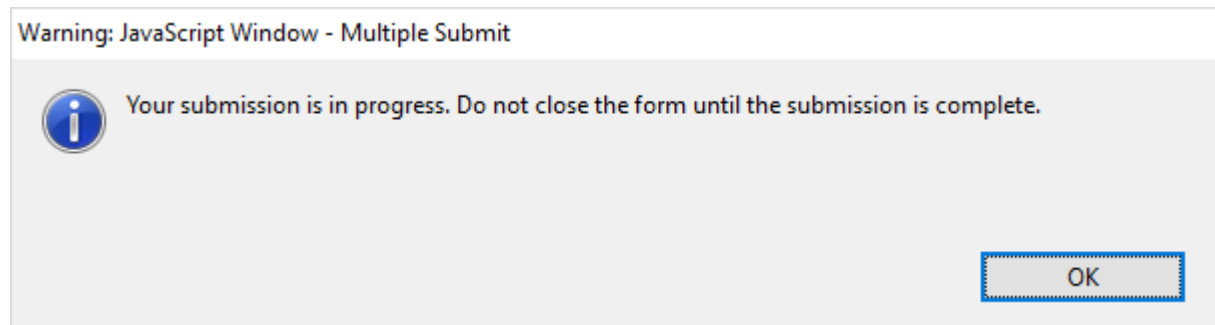 Warning: JavaScript Window - Multiple Submit
Your submission is in progress. Do not close the form until the submission is complete.
OK